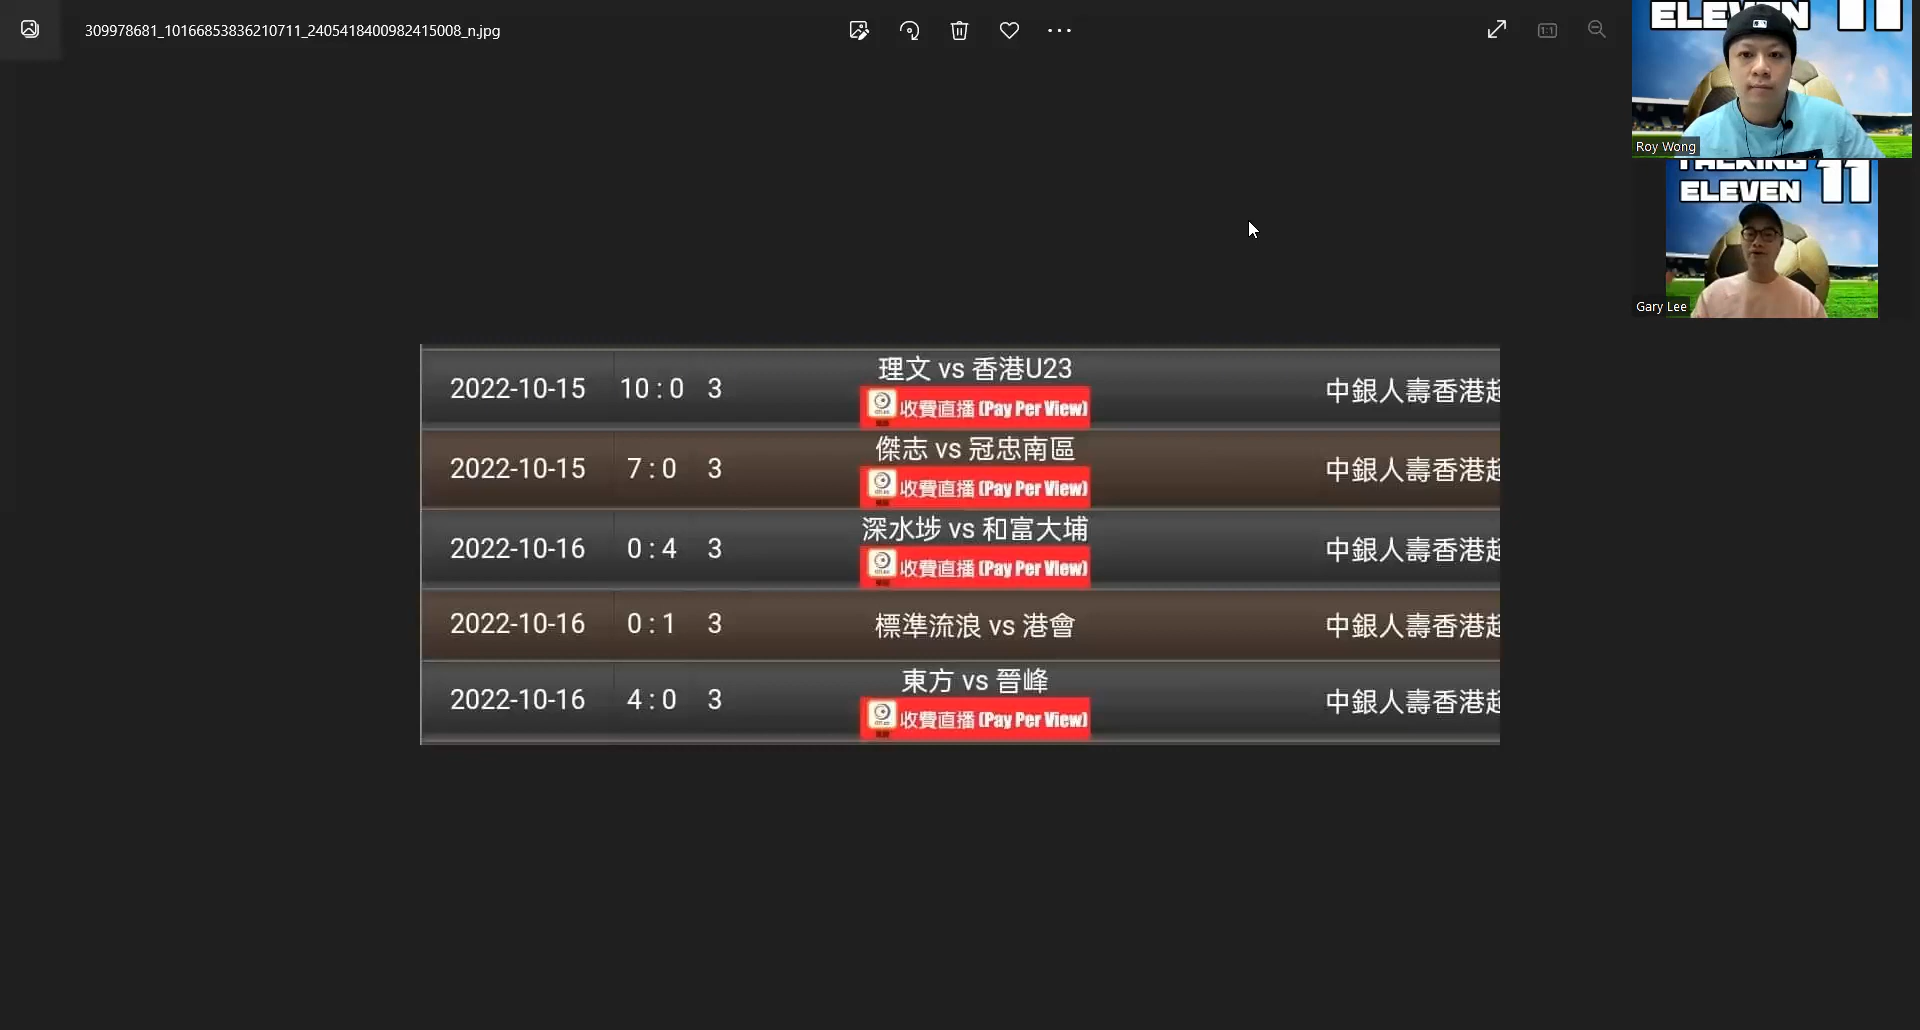 309978681_10166853836210711_2405418400982415008_n.jpg
ELEVEN 11
Roy Wong
TALKING 11
ELEVEN
Gary Lee
2022-10-15 10 : 0 3 理文 vs 香港U23 中銀人壽香港超
收費直播 (Pay Per View)
2022-10-15 7 : 0 3 傑志 vs 冠忠南區 中銀人壽香港超
收費直播 (Pay Per View)
2022-10-16 0 : 4 3 深水埗 vs 和富大埔 中銀人壽香港超
收費直播 (Pay Per View)
2022-10-16 0 : 1 3 標準流浪 vs 港會 中銀人壽香港超
2022-10-16 4 : 0 3 東方 vs 晉峰 中銀人壽香港超
收費直播 (Pay Per View)